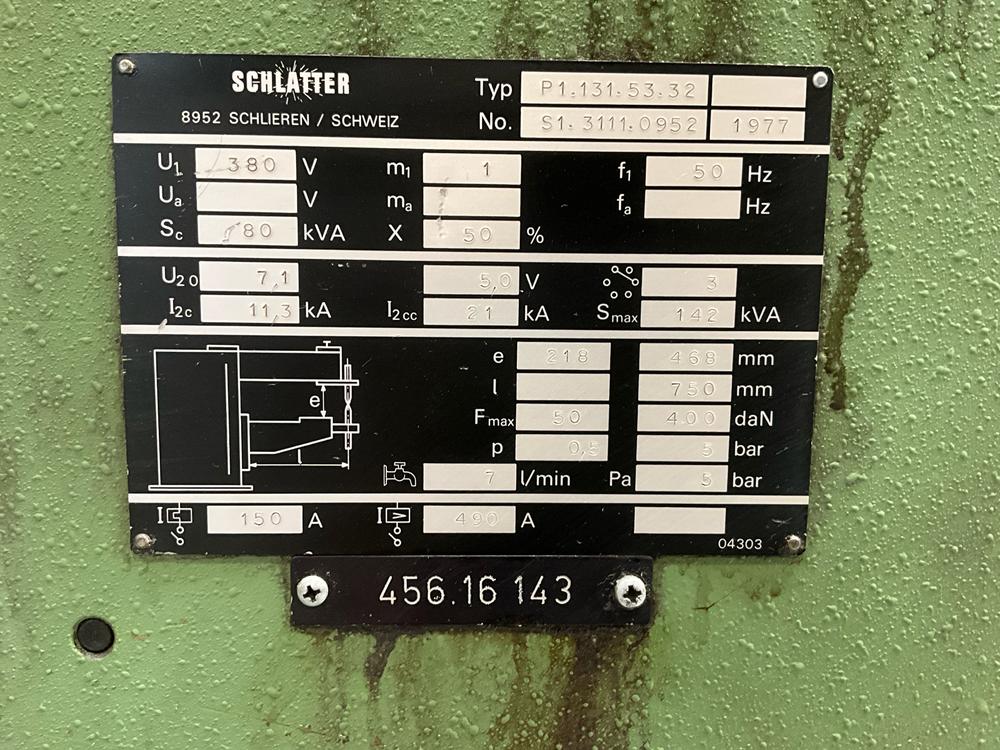 SCHLATTER
8952 SCHLIEREN / SCHWEIZ
Typ P1.131.53.32
No. S1.3111.0952 1977
U1 380 V m1 1 f1 50 Hz
Ua V ma fa Hz
Sc 80 kVA X 50 %
U20 7,1 5,0 V 3
I2c 11,3 kA I2cc 21 kA Smax 142 kVA
e 218 468 mm
l 750 mm
Fmax 50 400 daN
p 0,5 5 bar
7 l/min Pa 5 bar
e
l
I 150 A I 490 A
04303
456.16 143